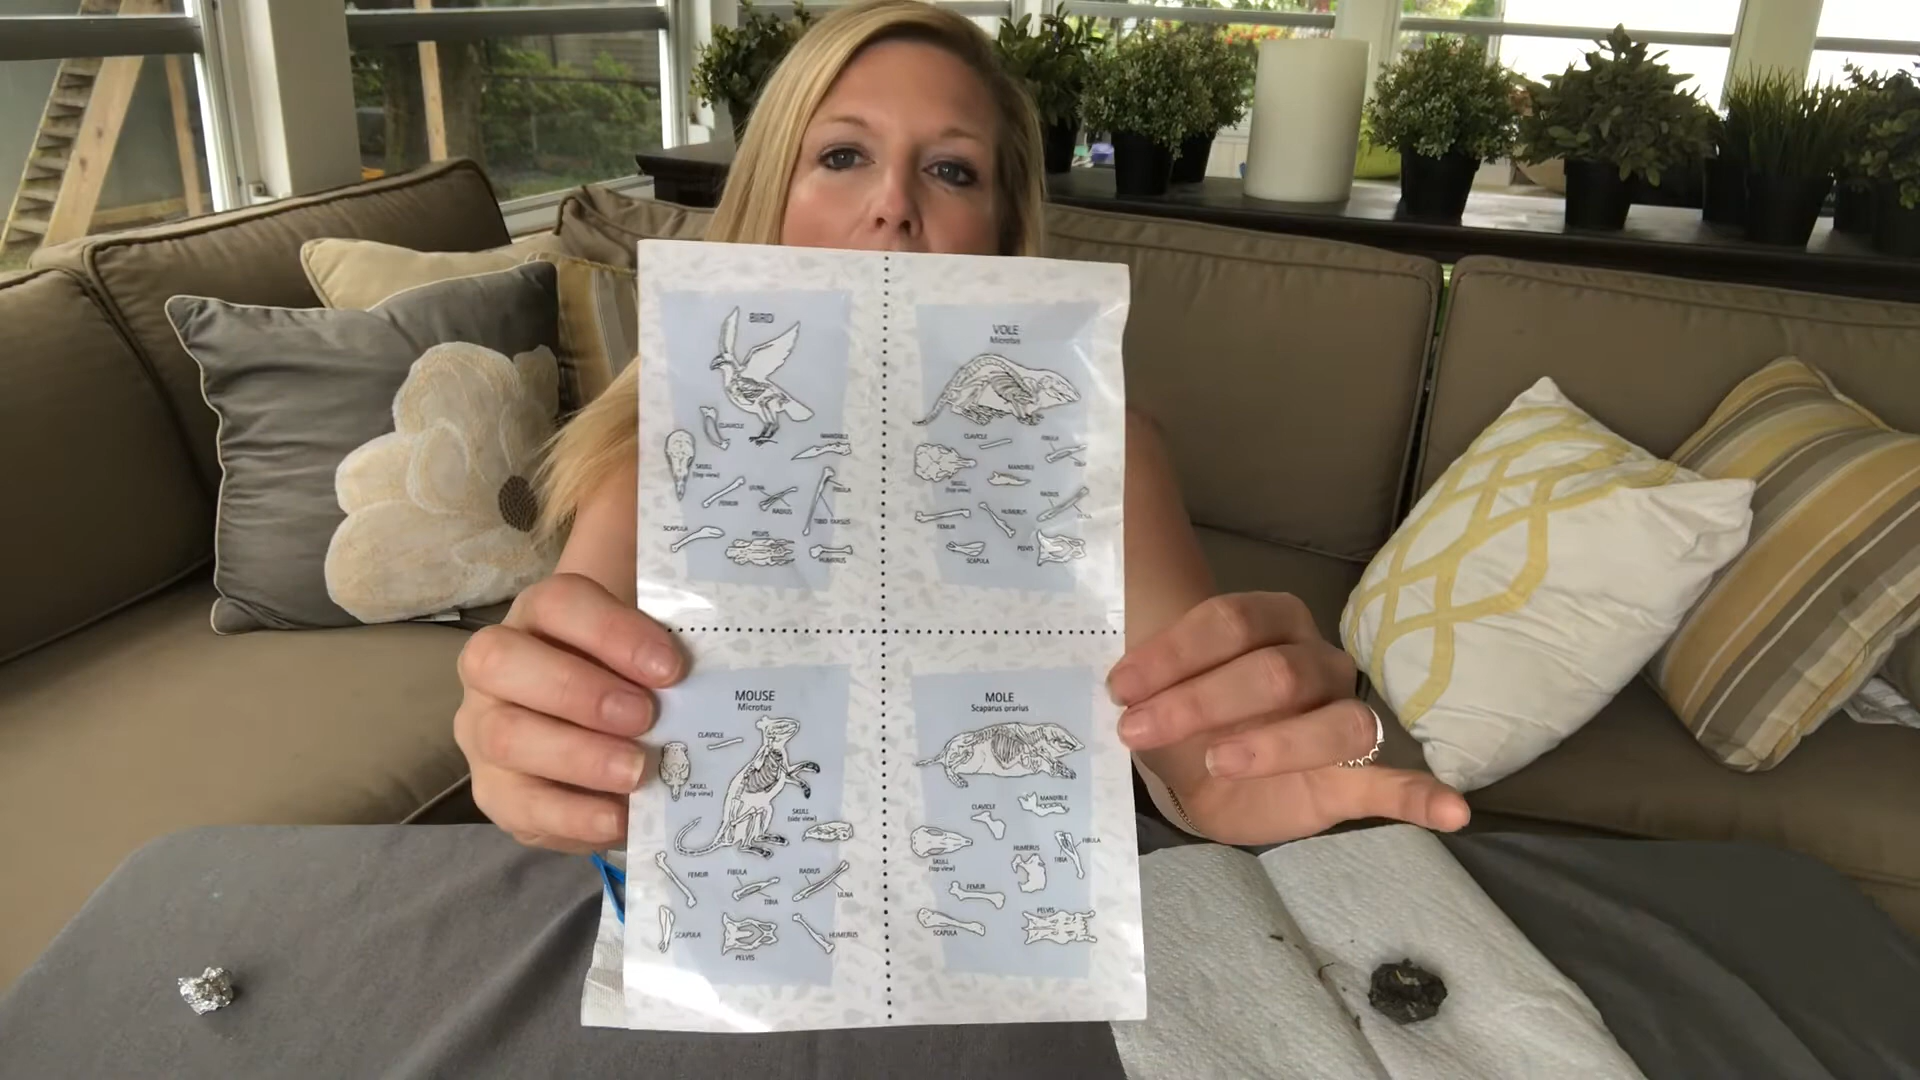 BIRD
CLAVICLE
MANDIBLE
SKULL
(top view)
FEMUR
ULNA
RADIUS
FIBULA
TIBIO TARSUS
SCAPULA
PELVIS
HUMERUS
VOLE
Microtus
CLAVICLE
FIBULA
TIBIA
SKULL
(top view)
MANDIBLE
RADIUS
ULNA
FEMUR
HUMERUS
SCAPULA
PELVIS
MOUSE
Microtus
CLAVICLE
SKULL
(top view)
SKULL
(side view)
FEMUR
FIBULA
TIBIA
RADIUS
ULNA
SCAPULA
PELVIS
HUMERUS
MOLE
Scaparus orarius
CLAVICLE
MANDIBLE
SKULL
(top view)
HUMERUS
FIBULA
TIBIA
FEMUR
SCAPULA
PELVIS